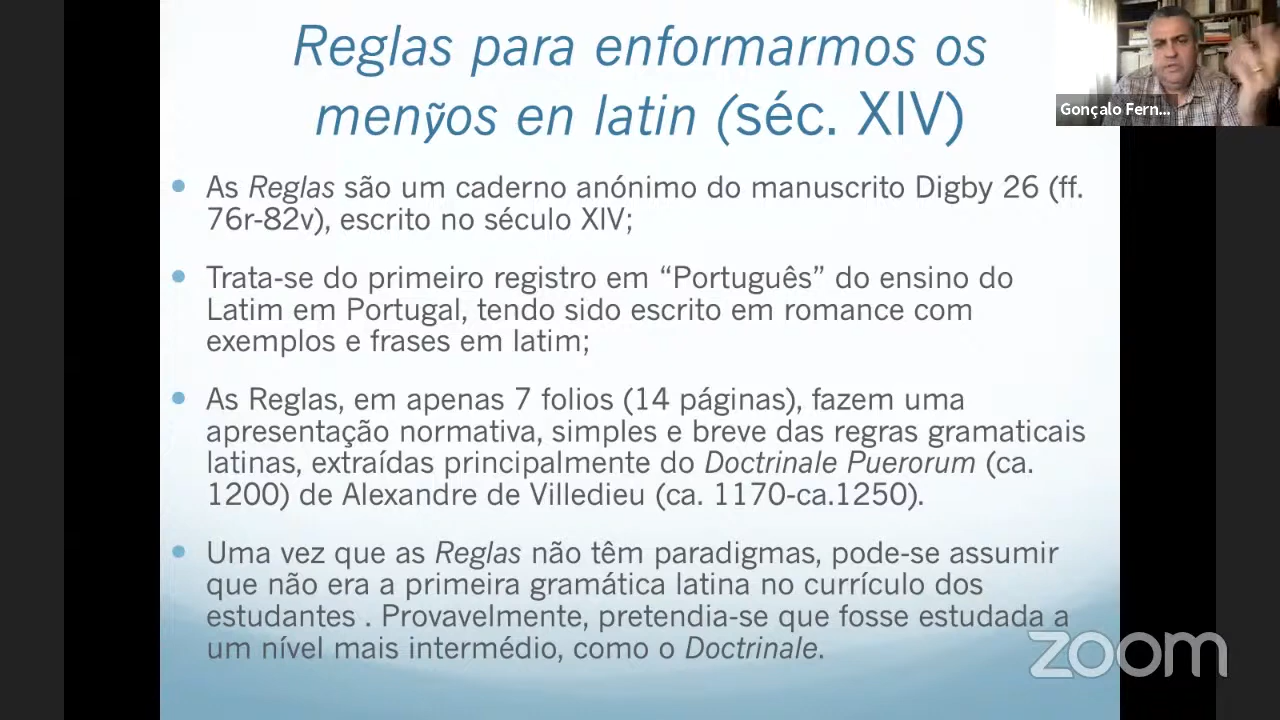 Reglas para enformarmos os
menỹos en latin (séc. XIV)
Gonçalo Fern...
• As Reglas são um caderno anónimo do manuscrito Digby 26 (ff.
76r-82v), escrito no século XIV;
• Trata-se do primeiro registro em “Português” do ensino do
Latim em Portugal, tendo sido escrito em romance com
exemplos e frases em latim;
• As Reglas, em apenas 7 folios (14 páginas), fazem uma
apresentação normativa, simples e breve das regras gramaticais
latinas, extraídas principalmente do Doctrinale Puerorum (ca.
1200) de Alexandre de Villedieu (ca. 1170-ca.1250).
• Uma vez que as Reglas não têm paradigmas, pode-se assumir
que não era a primeira gramática latina no currículo dos
estudantes . Provavelmente, pretendia-se que fosse estudada a
um nível mais intermédio, como o Doctrinale.
zoom